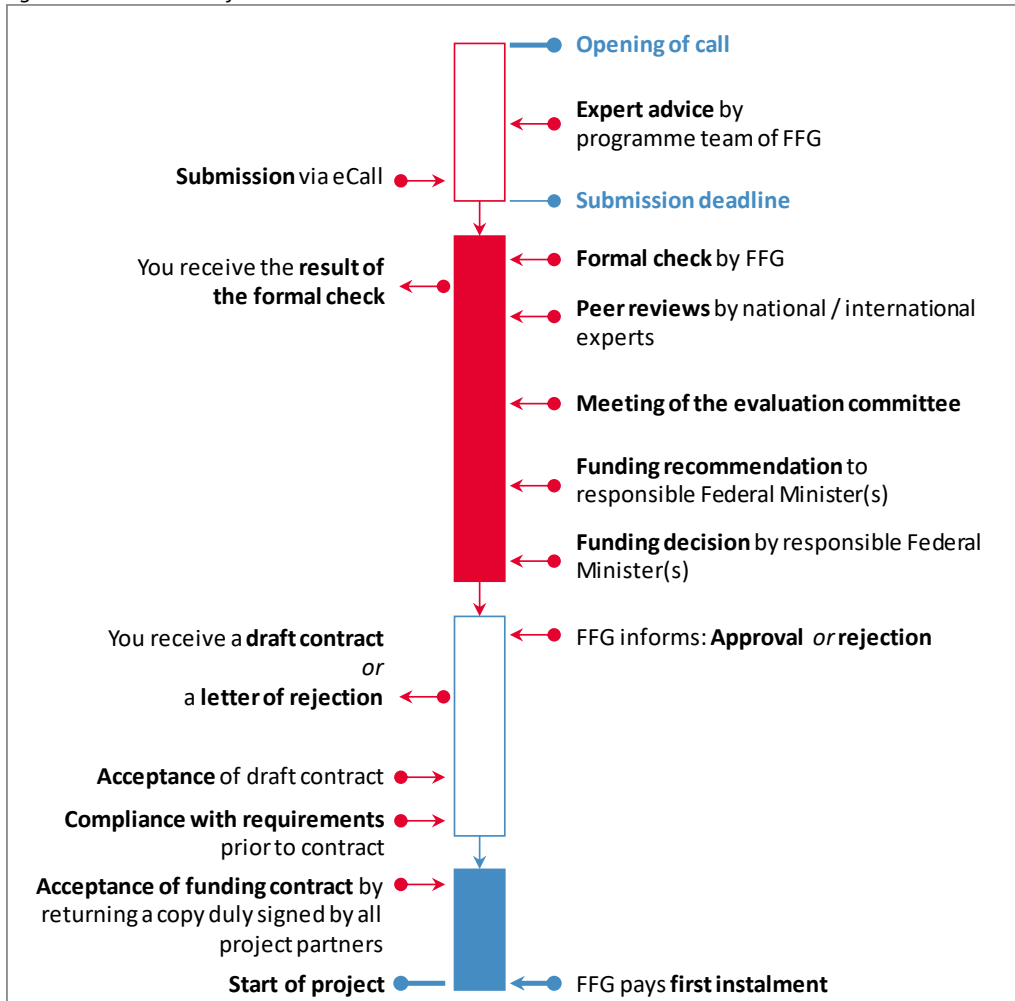 Opening of call
Expert advice by
programme team of FFG
Submission via eCall
Submission deadline
Formal check by FFG
You receive the result of
the formal check
Peer reviews by national / international
experts
Meeting of the evaluation committee
Funding recommendation to
responsible Federal Minister(s)
Funding decision by responsible Federal
Minister(s)
FFG informs: Approval or rejection
You receive a draft contract
or
a letter of rejection
Acceptance of draft contract
Compliance with requirements
prior to contract
Acceptance of funding contract by
returning a copy duly signed by all
project partners
Start of project
FFG pays first instalment